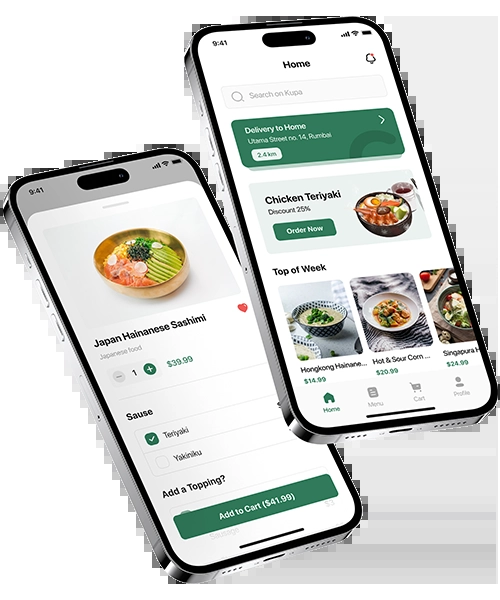 9:41
Home
Search on Kupa
Delivery to Home
Utama Street no. 14, Rumbai
2.4 km
Chicken Teriyaki
Discount 25%
Order Now
Top of Week
Hongkong Hainane...
$14.99
Hot & Sour Corn ...
$20.99
Singapura H
$24.99
Home
Menu
Cart
Profile
9:41
Japan Hainanese Sashimi
Japanese food
1
$39.99
Sause
Teriyaki
Yakiniku
Add a Topping?
Add to Cart ($41.99)